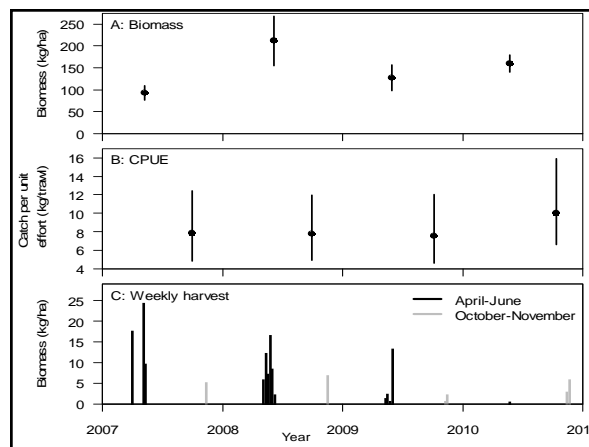 A: Biomass
Biomass (kg/ha)
250
200
150
100
50
0
B: CPUE
Catch per unit
effort (kg/trawl)
16
14
12
10
8
6
4
C: Weekly harvest
April-June
October-November
Biomass (kg/ha)
25
20
15
10
5
0
2007 2008 2009 2010 201
Year